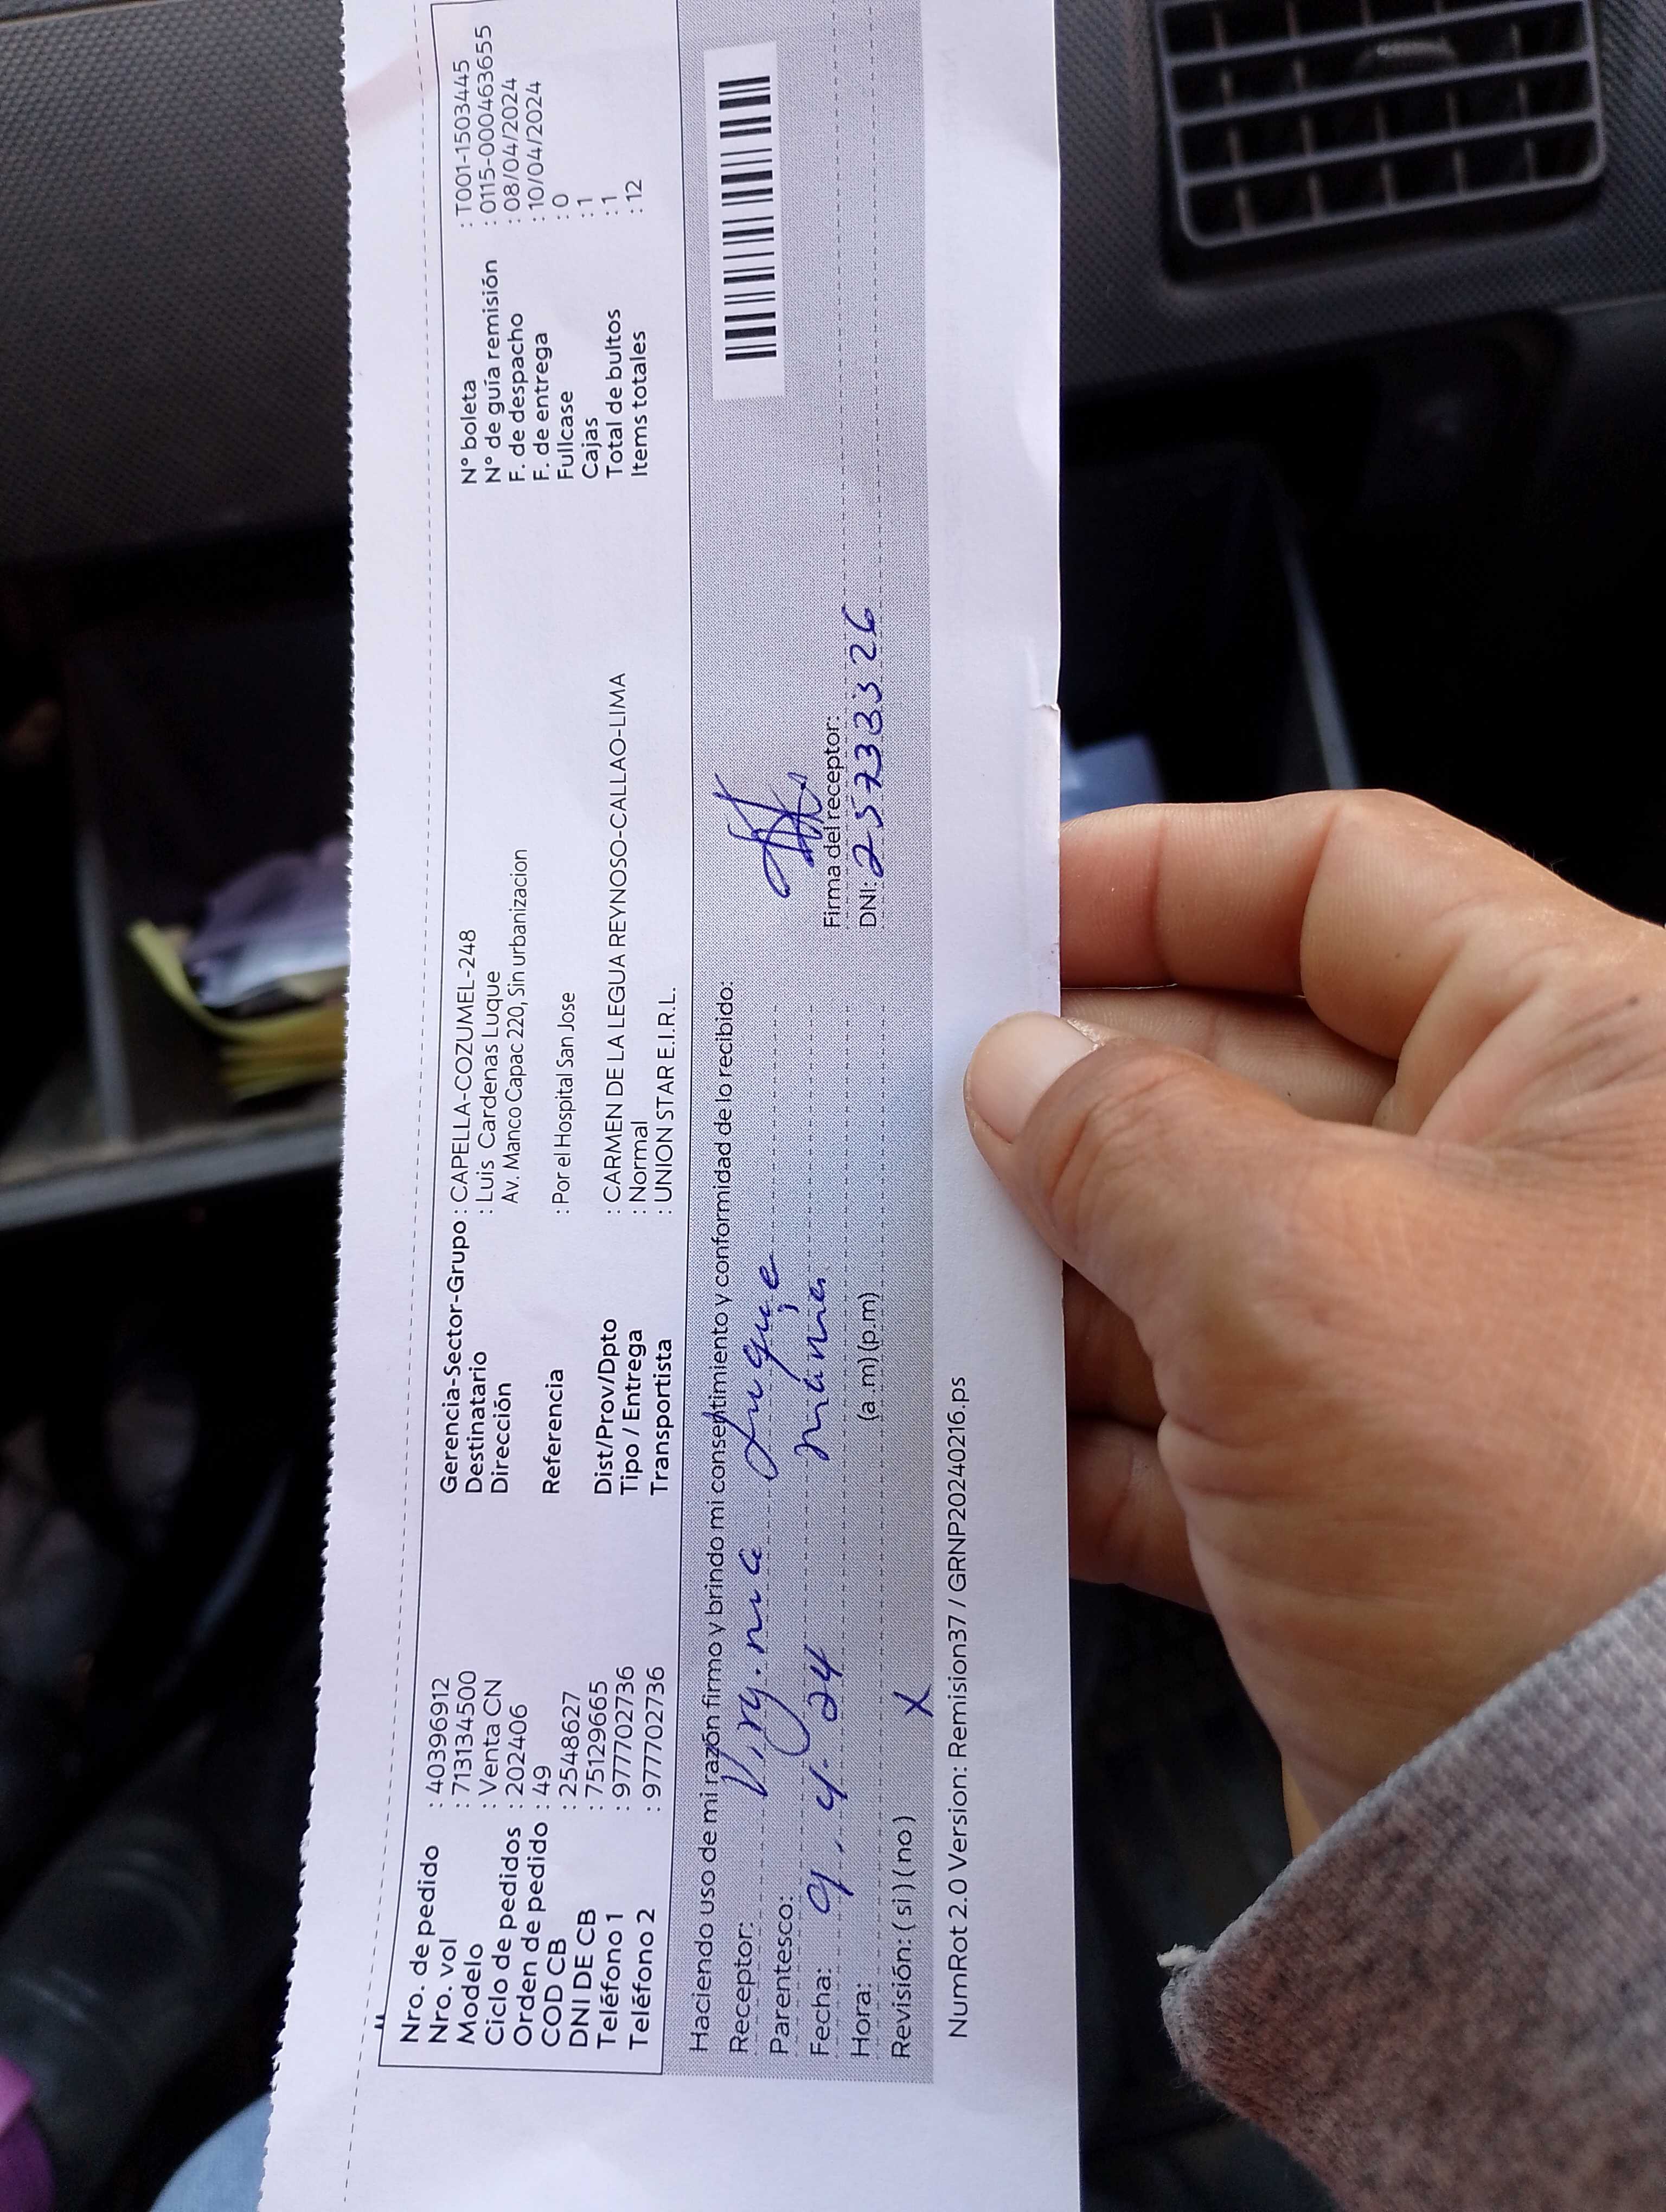 Nro. de pedido : 40396912
Nro. vol : 713134500
Modelo : Venta CN
Ciclo de pedidos : 202406
Orden de pedido : 49
COD CB : 2548627
DNI DE CB : 75129665
Teléfono 1 : 977702736
Teléfono 2 : 977702736
Gerencia-Sector-Grupo : CAPELLA-COZUMEL-248
Destinatario : Luis Cardenas Luque
Dirección Av. Manco Capac 220, Sin urbanizacion
Referencia : Por el Hospital San Jose
Dist/Prov/Dpto : CARMEN DE LA LEGUA REYNOSO-CALLAO-LIMA
Tipo / Entrega : Normal
Transportista : UNION STAR E.I.R.L.
N° boleta : T001-1503445
N° de guía remisión : 0115-0000463655
F. de despacho : 08/04/2024
F. de entrega : 10/04/2024
Fullcase : 0
Cajas : 1
Total de bultos : 1
Items totales : 12
Haciendo uso de mi razón firmo y brindo mi consentimiento y conformidad de lo recibido:
Receptor: Virginia Luque
Parentesco: mamá
Fecha: 9.4.24
Hora: (a.m) (p.m)
Revisión: (si) (no) X
Firma del receptor:
DNI: 25733326
NumRot 2.0 Version: Remision37 / GRNP20240216.ps